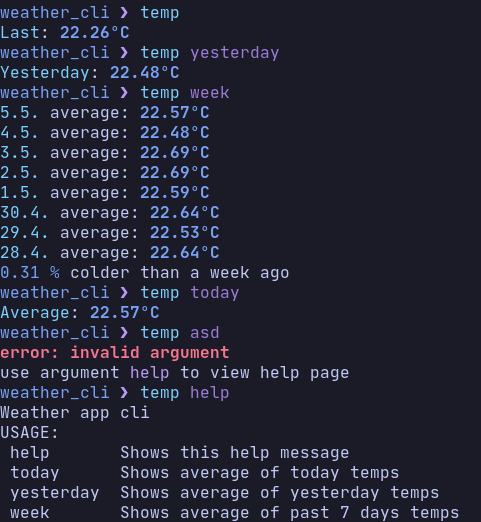 weather_cli ❯ temp
Last: 22.26°C
weather_cli ❯ temp yesterday
Yesterday: 22.48°C
weather_cli ❯ temp week
5.5. average: 22.57°C
4.5. average: 22.48°C
3.5. average: 22.69°C
2.5. average: 22.69°C
1.5. average: 22.59°C
30.4. average: 22.64°C
29.4. average: 22.53°C
28.4. average: 22.64°C
0.31 % colder than a week ago
weather_cli ❯ temp today
Average: 22.57°C
weather_cli ❯ temp asd
error: invalid argument
use argument help to view help page
weather_cli ❯ temp help
Weather app cli
USAGE:
 help       Shows this help message
 today      Shows average of today temps
 yesterday  Shows average of yesterday temps
 week       Shows average of past 7 days temps